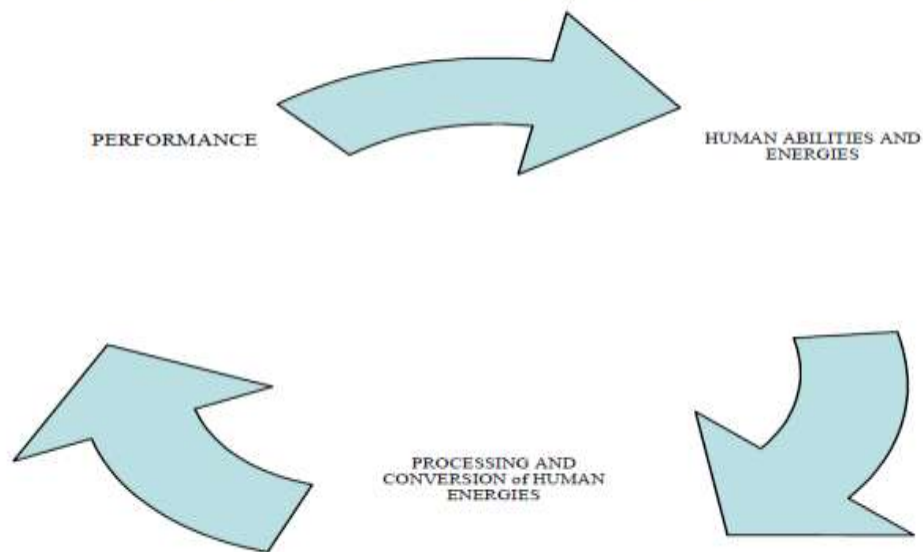 PERFORMANCE
HUMAN ABILITIES AND
ENERGIES
PROCESSING AND
CONVERSION of HUMAN
ENERGIES